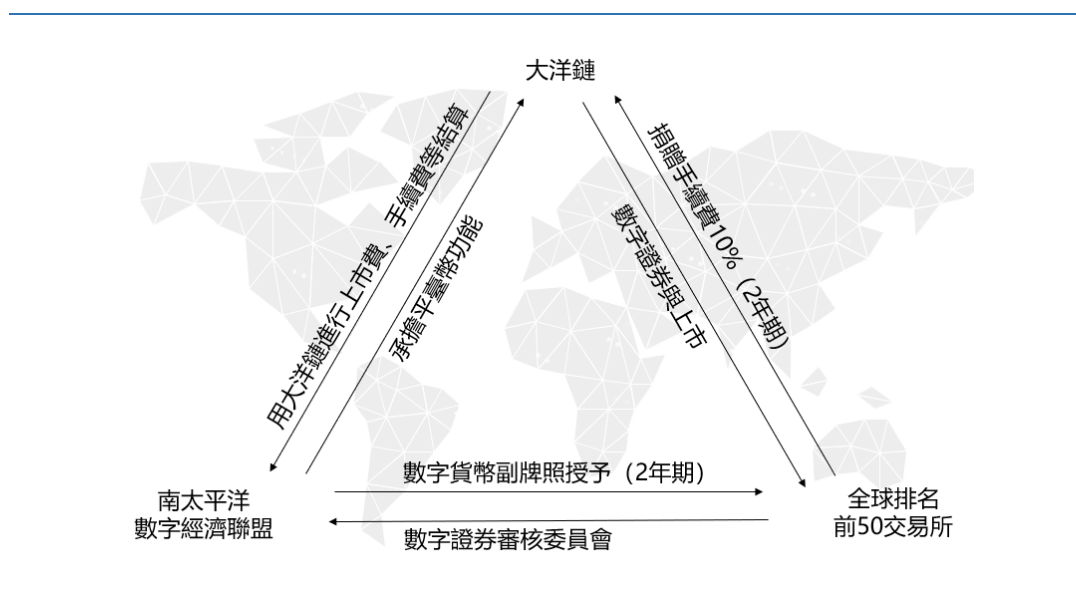 大洋鏈
用大洋鏈進行上市費、手續費等結算
承擔平臺幣功能
數字證券與上市
捐贈手續費10%（2年期）
數字貨幣副牌照授予（2年期）
南太平洋
數字經濟聯盟
全球排名
前50交易所
數字證券審核委員會